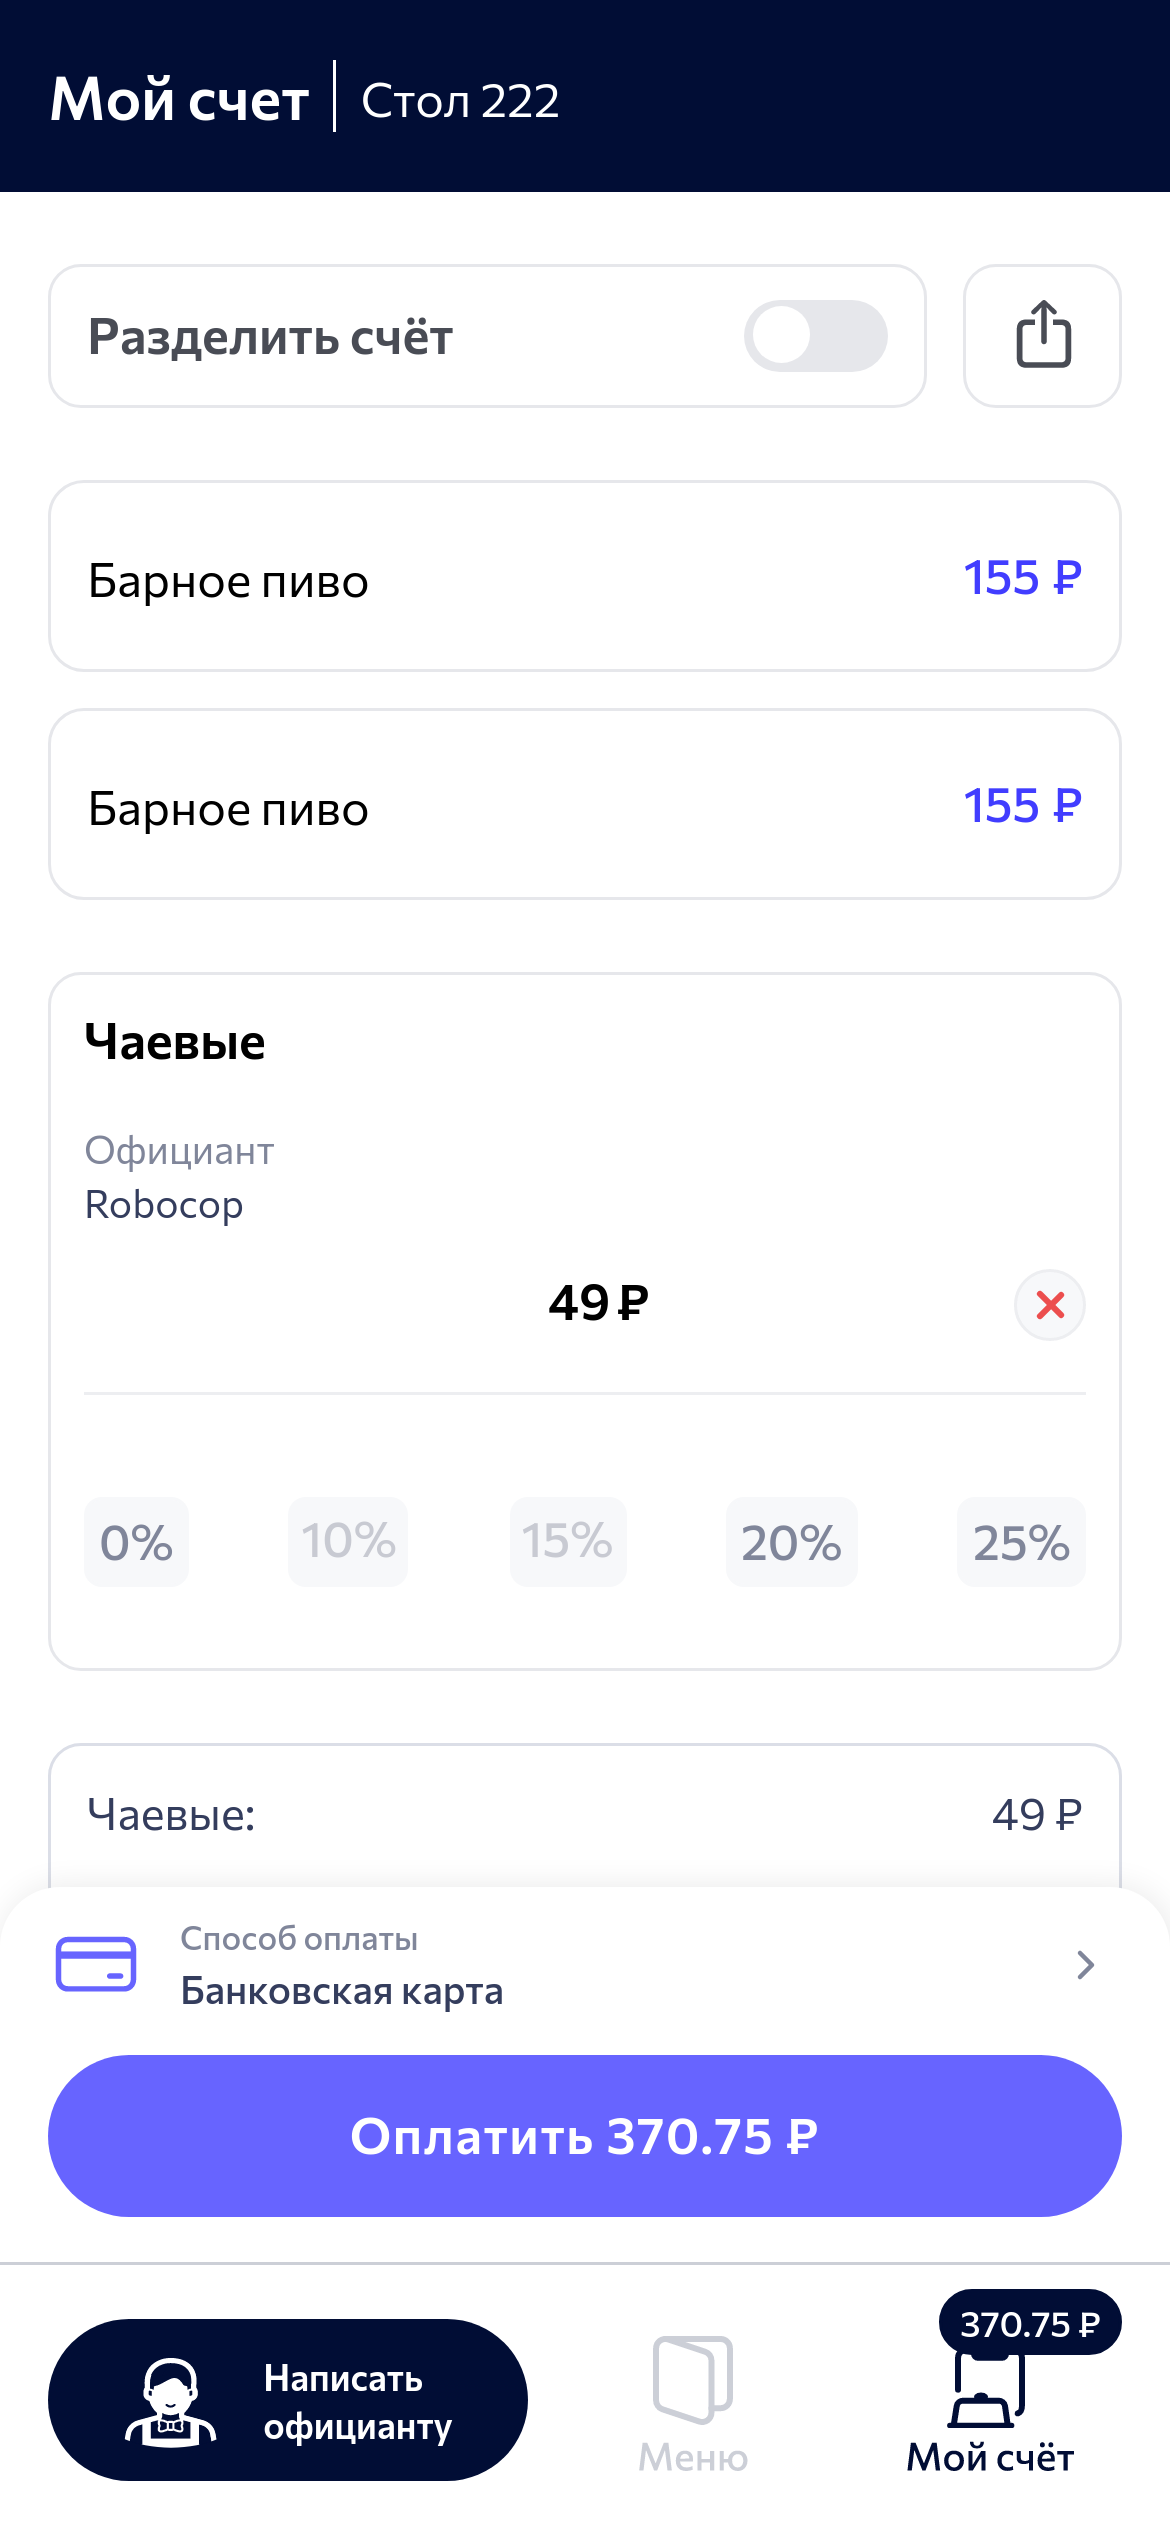 Мой счет
Стол 222
Разделить счёт
Барное пиво
155 ₽
Барное пиво
155 ₽
Чаевые
Официант
Robocop
49 ₽
0%
10%
15%
20%
25%
Чаевые:
49 ₽
Способ оплаты
Банковская карта
Оплатить 370.75 ₽
370.75 ₽
Написать
официанту
Меню
Мой счёт